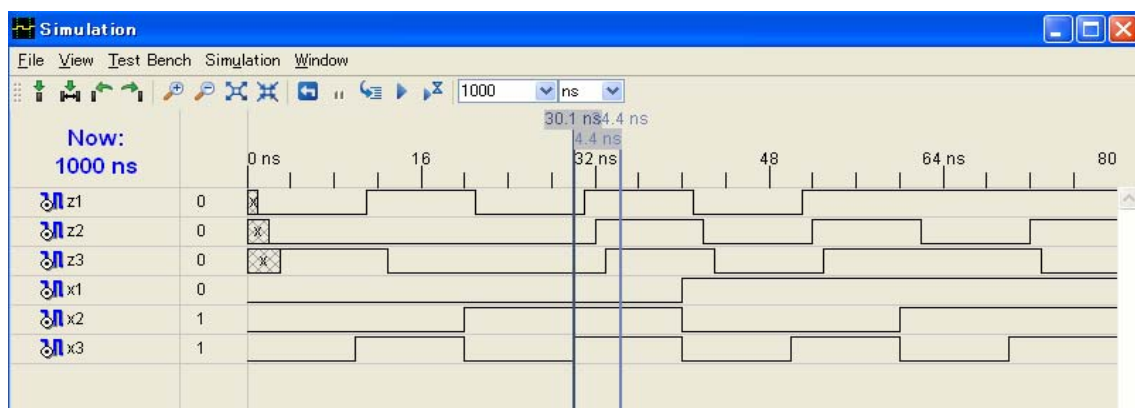 Simulation
File View Test Bench Simulation Window
1000 ns
30.1 ns4.4 ns
4.4 ns
Now:
1000 ns
0 ns 16 32 ns 48 64 ns 80
z1 0 x
z2 0 x
z3 0 x
x1 0
x2 1
x3 1